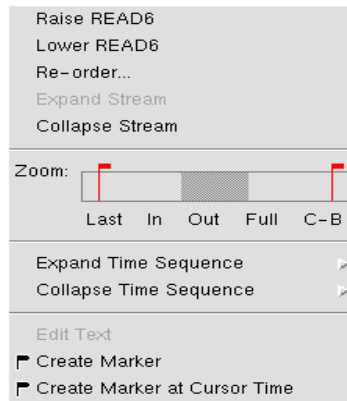 Raise READ6
Lower READ6
Re-order...
Expand Stream
Collapse Stream
Zoom:
Last In Out Full C-B
Expand Time Sequence
Collapse Time Sequence
Edit Text
Create Marker
Create Marker at Cursor Time